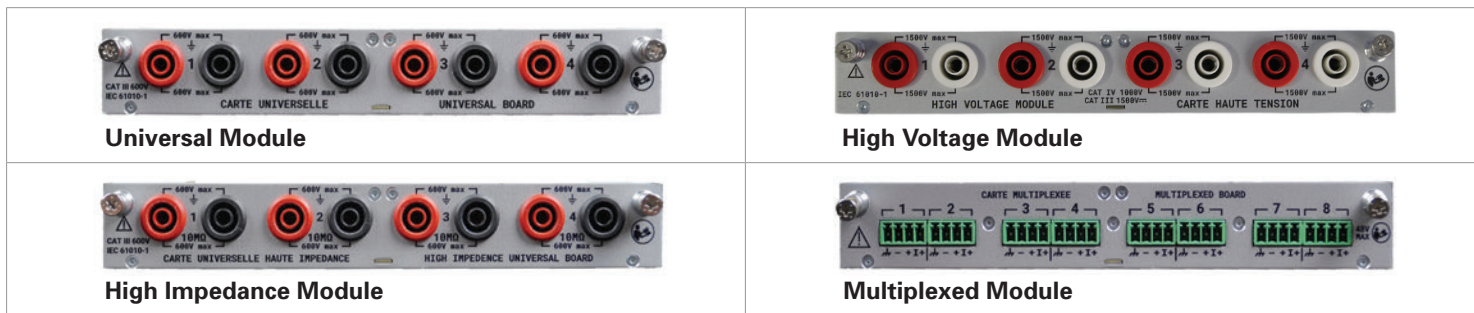 600V max 600V max 600V max 600V max
1 2 3 4
CAT III 600V
IEC 61010-1
600V max 600V max 600V max 600V max
CARTE UNIVERSELLE UNIVERSAL BOARD
Universal Module
1500V max 1500V max 1500V max 1500V max
1 2 3 4
IEC 61010-1
1500V max 1500V max CAT IV 1000V 1500V max 1500V max
CAT III 1500V
HIGH VOLTAGE MODULE CARTE HAUTE TENSION
High Voltage Module
600V max 600V max 600V max 600V max
1 2 3 4
10MΩ 10MΩ 10MΩ 10MΩ
CAT III 600V
IEC 61010-1
600V max 600V max 600V max 600V max
CARTE UNIVERSELLE HAUTE IMPEDANCE HIGH IMPEDENCE UNIVERSAL BOARD
High Impedance Module
CARTE MULTIPLEXEE MULTIPLEXED BOARD
1 2 3 4 5 6 7 8
48V
MAX
- + I+ - + I+ - + I+ - + I+ - + I+ - + I+ - + I+ - + I+
Multiplexed Module